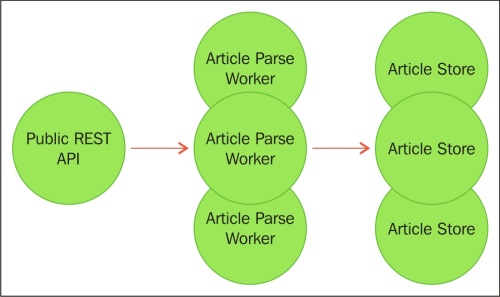 Public REST
API
Article Parse
Worker
Article Parse
Worker
Article Parse
Worker
Article Store
Article Store
Article Store